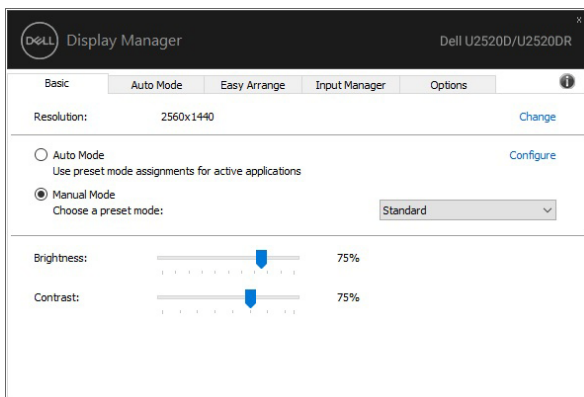 DELL Display Manager Dell U2520D/U2520DR
x
Basic Auto Mode Easy Arrange Input Manager Options i
Resolution: 2560x1440 Change
Auto Mode Configure
Use preset mode assignments for active applications
Manual Mode
Choose a preset mode: Standard
Brightness: 75%
Contrast: 75%